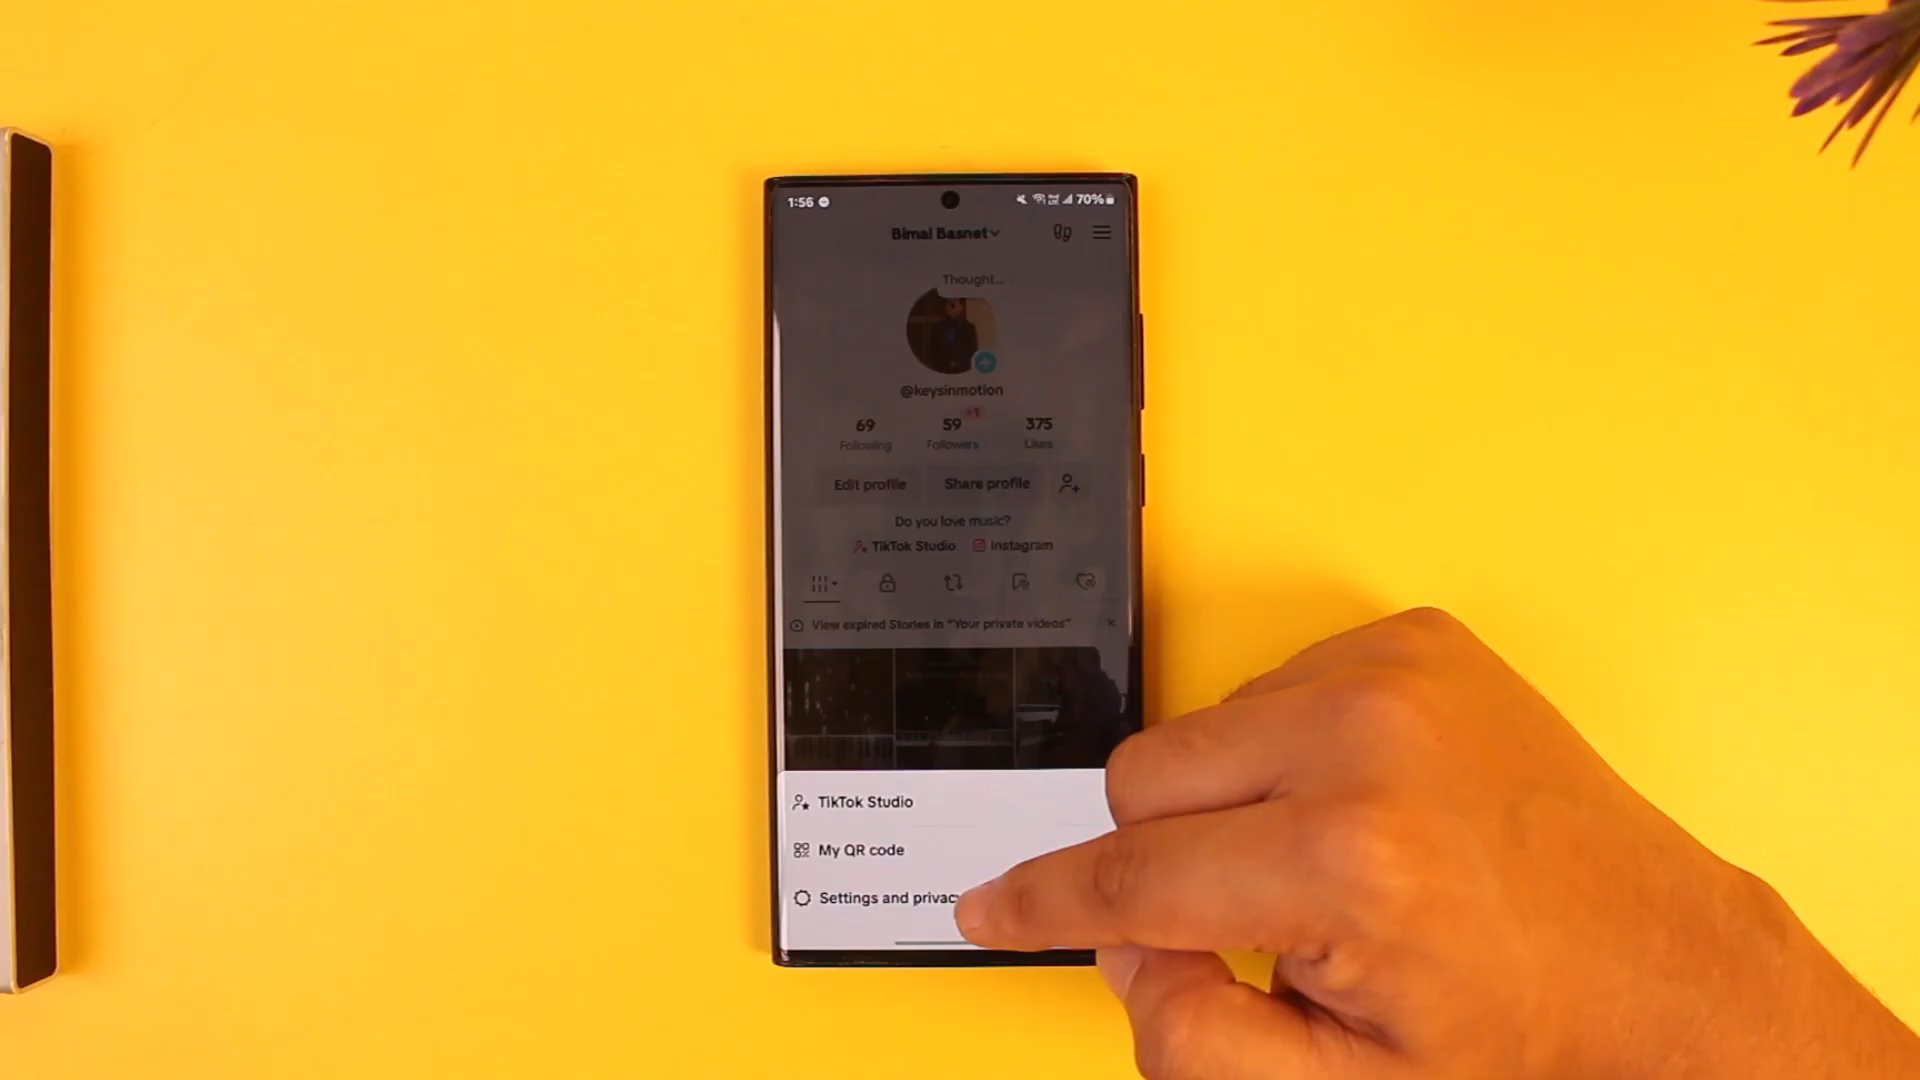 1:56 70%
Bimal Basnet
Thought...
@keysinmotion
69 59 +1 375
Following Followers Likes
Edit profile Share profile
Do you love music?
TikTok Studio Instagram
View expired Stories in "Your private videos"
TikTok Studio
My QR code
Settings and privac